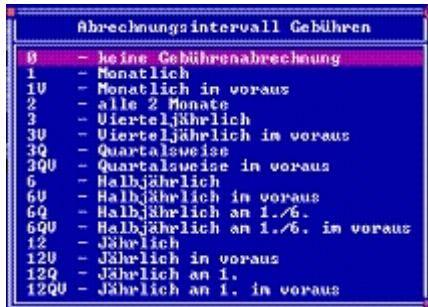 Abrechnungsintervall Gebühren
0 - keine Gebührenabrechnung
1 - Monatlich
1V - Monatlich im voraus
2 - alle 2 Monate
3 - Vierteljährlich
3V - Vierteljährlich im voraus
3Q - Quartalsweise
3QV - Quartalsweise im voraus
6 - Halbjährlich
6V - Halbjährlich im voraus
6Q - Halbjährlich am 1./6.
6QV - Halbjährlich am 1./6. im voraus
12 - Jährlich
12V - Jährlich im voraus
12Q - Jährlich am 1.
12QV - Jährlich am 1. im voraus